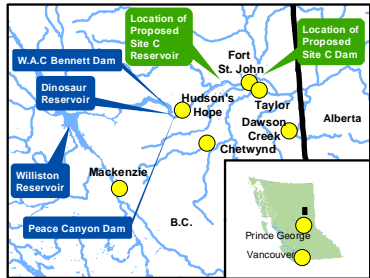 Location of
Proposed
Site C
Reservoir
Location of
Proposed
Site C Dam
Fort
St. John
W.A.C Bennett Dam
Dinosaur
Reservoir
Hudson's
Hope
Taylor
Dawson
Creek
Alberta
Chetwynd
Williston
Reservoir
Mackenzie
B.C.
Peace Canyon Dam
Prince George
Vancouver